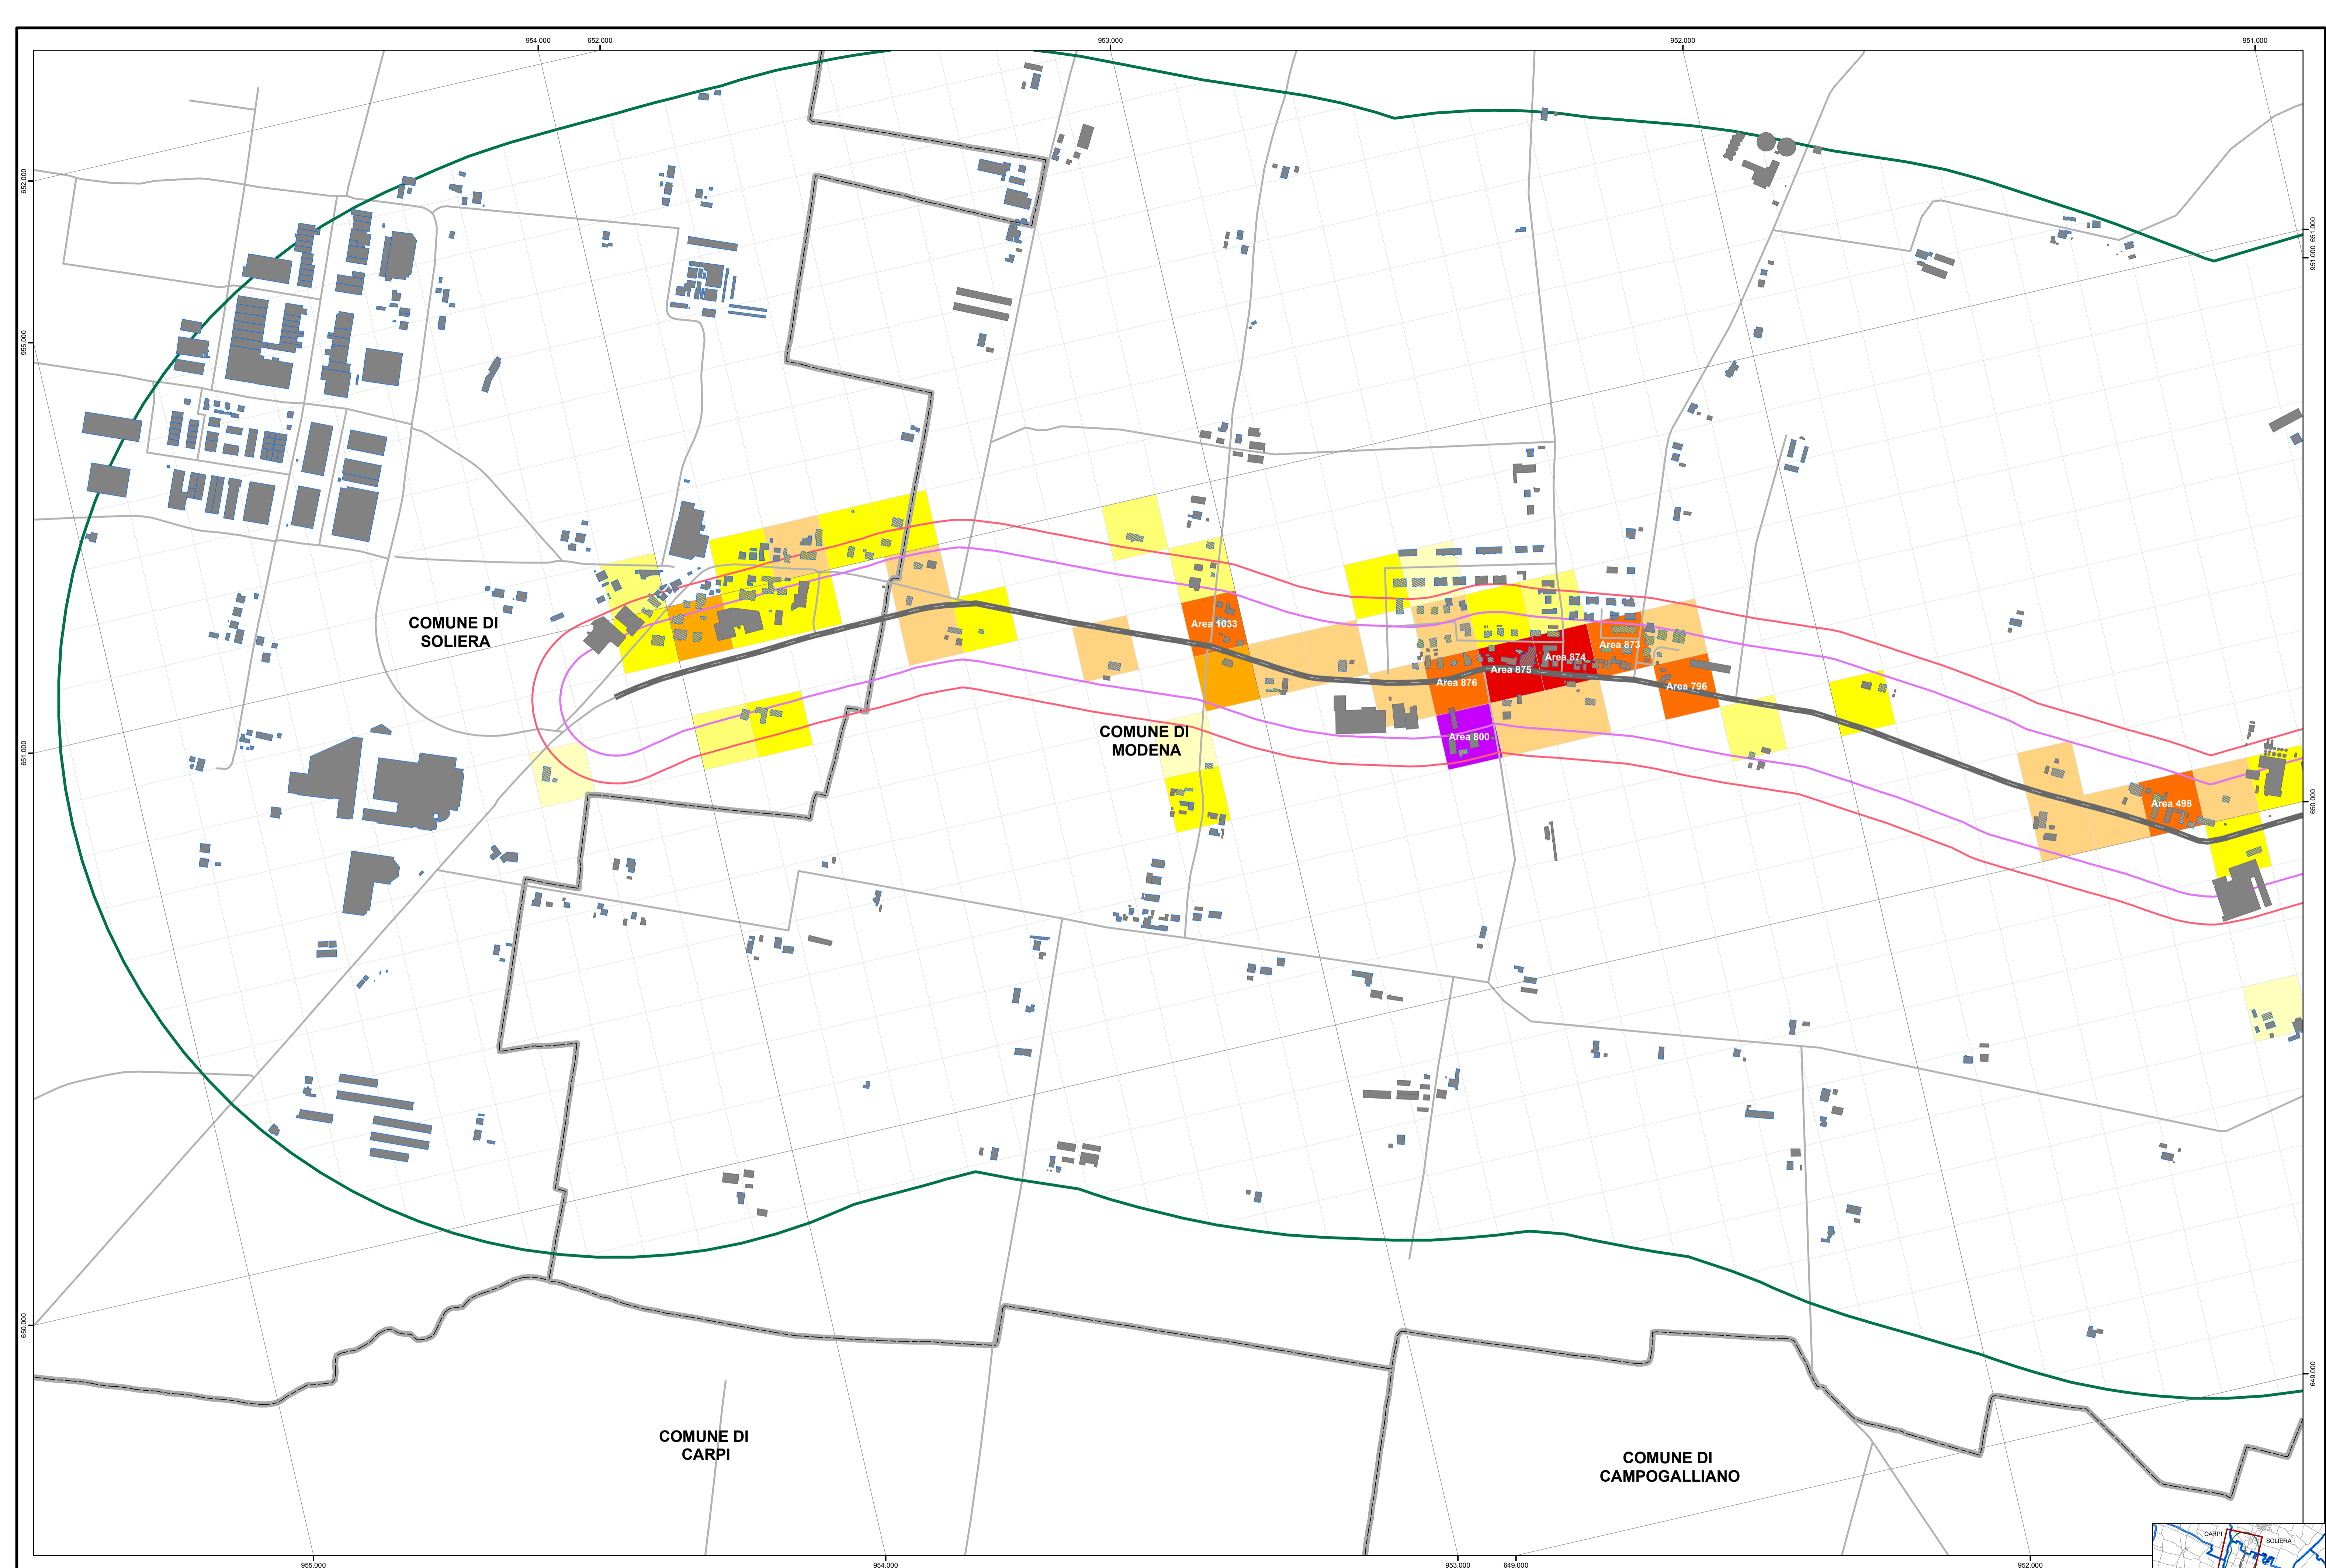 954.000
652.000
953.000
952.000
951.000
652.000
651.000
951.000
955.000
COMUNE DI
SOLIERA
Area 1033
Area 873
Area 874
Area 875
Area 876
Area 796
Area 800
COMUNE DI
MODENA
651.000
Area 498
650.000
650.000
649.000
COMUNE DI
CARPI
COMUNE DI
CAMPOGALLIANO
CARPI
SOLIERA
955.000
954.000
953.000
649.000
952.000